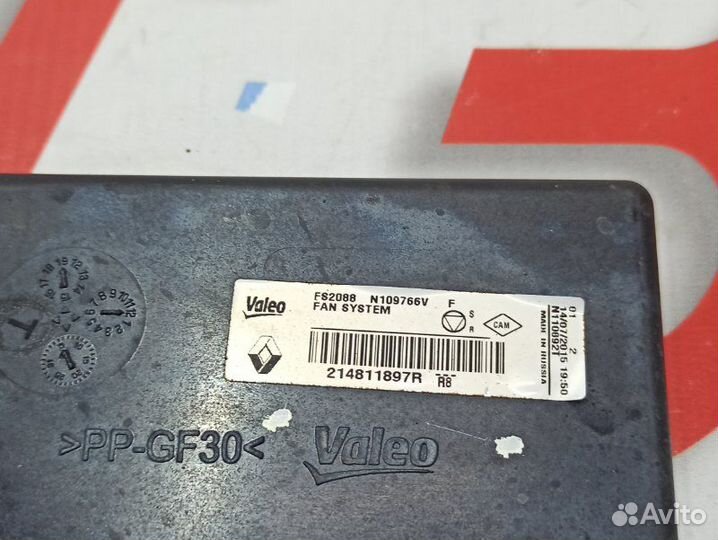 Valeo
FS2088 N109766V F
FAN SYSTEM
S
R
CAM
214811897R R8
01 2
14/07/2015 19:50
N110892T
MADE IN RUSSIA
>PP-GF30<
Valeo
Avito